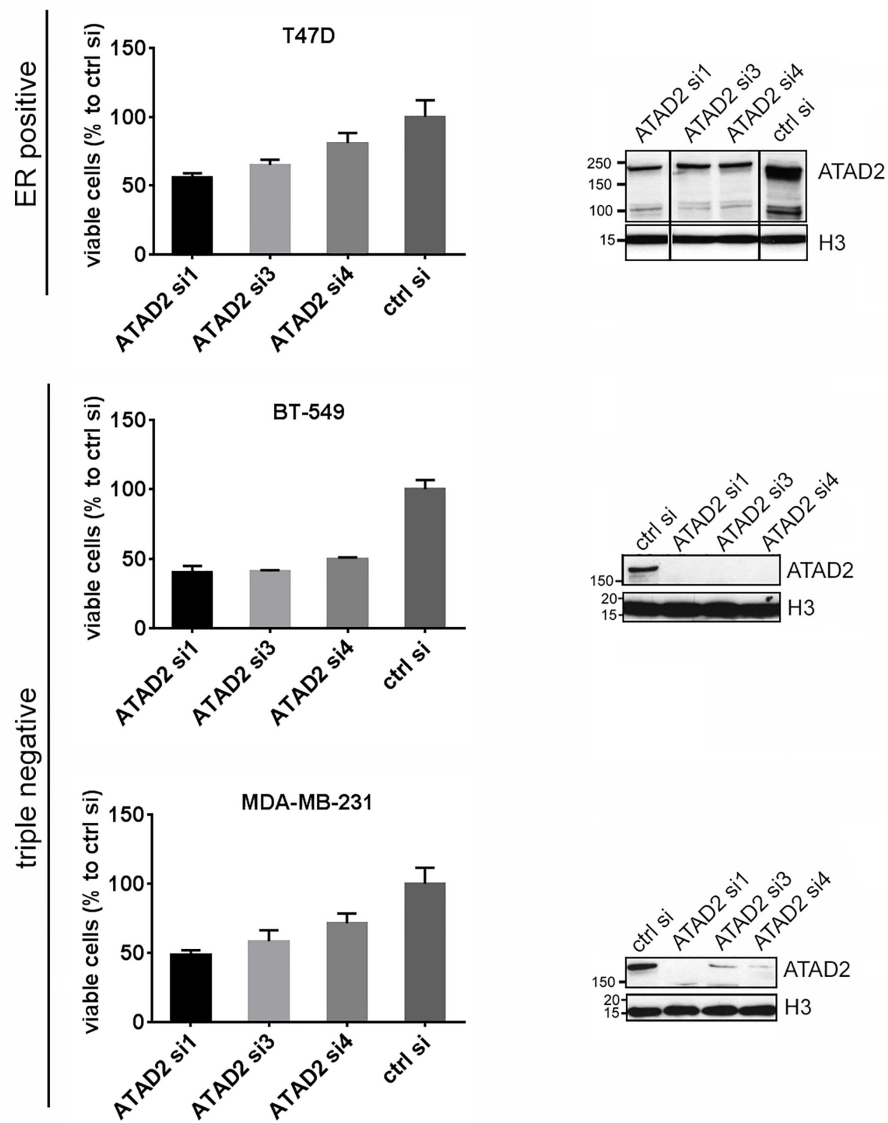 ER positive
T47D
viable cells (% to ctrl si)
150
100
50
0
ATAD2 si1
ATAD2 si3
ATAD2 si4
ctrl si
ATAD2 si1
ATAD2 si3
ATAD2 si4
ctrl si
250
150
100
ATAD2
15
H3
triple negative
BT-549
viable cells (% to ctrl si)
150
100
50
0
ATAD2 si1
ATAD2 si3
ATAD2 si4
ctrl si
ctrl si
ATAD2 si1
ATAD2 si3
ATAD2 si4
150
ATAD2
20
15
H3
MDA-MB-231
viable cells (% to ctrl si)
150
100
50
0
ATAD2 si1
ATAD2 si3
ATAD2 si4
ctrl si
ctrl si
ATAD2 si1
ATAD2 si3
ATAD2 si4
150
ATAD2
20
15
H3